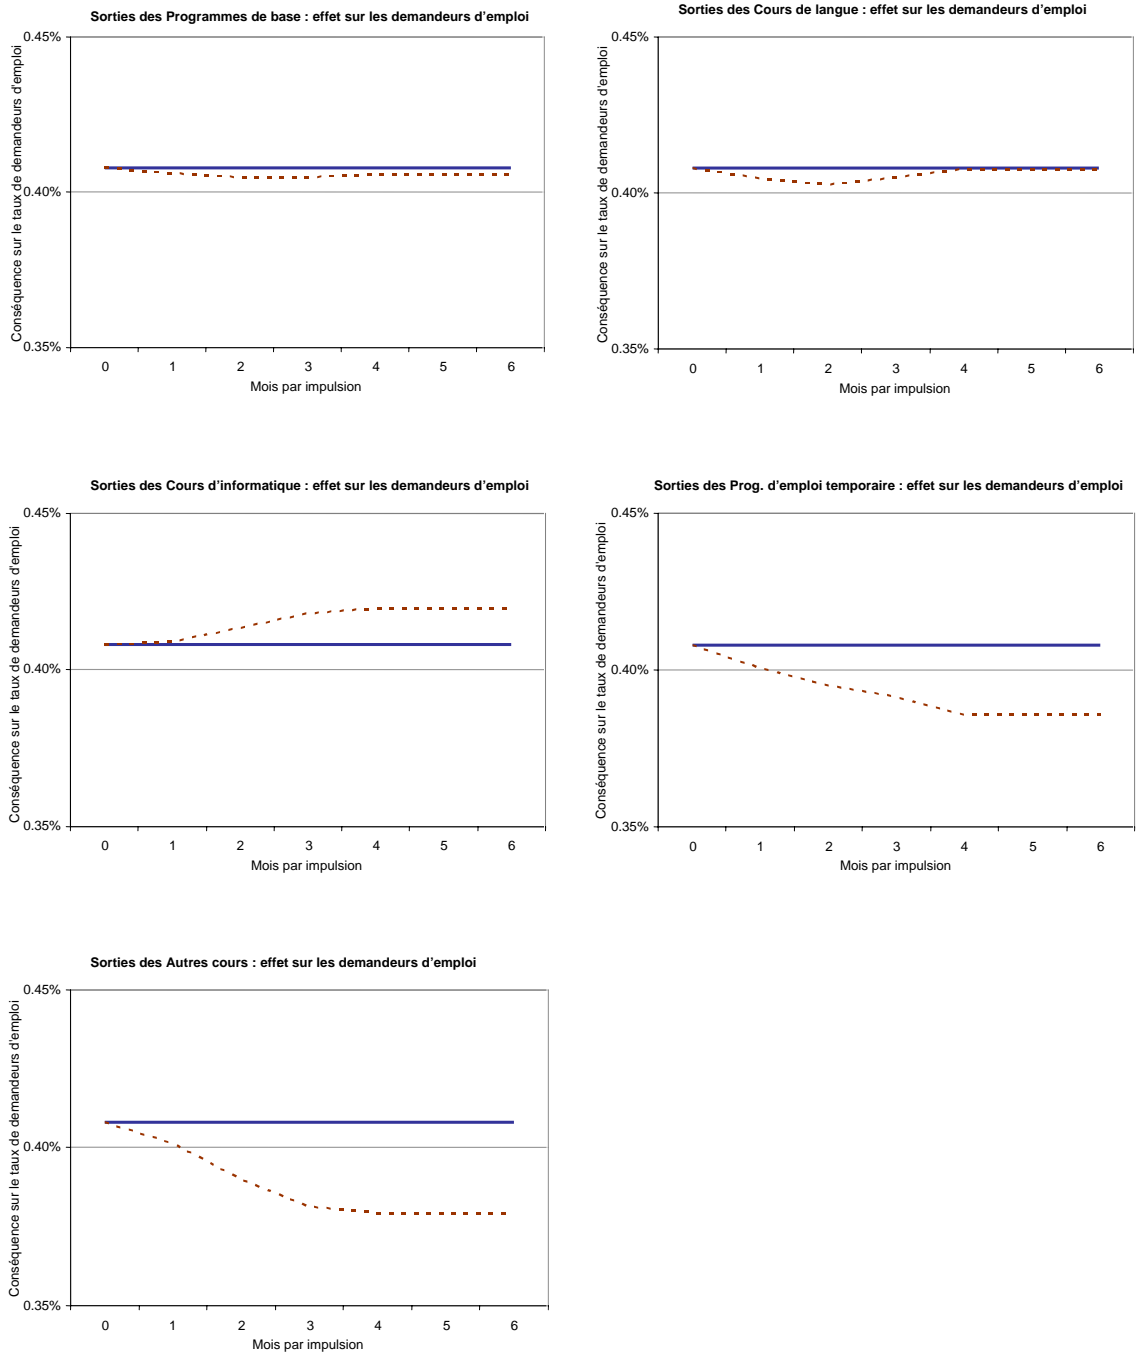 Sorties des Programmes de base : effet sur les demandeurs d'emploi
Conséquence sur le taux de demandeurs d'emploi
0.45%
0.40%
0.35%
0 1 2 3 4 5 6
Mois par impulsion
Sorties des Cours de langue : effet sur les demandeurs d'emploi
Conséquence sur le taux de demandeurs d'emploi
0.45%
0.40%
0.35%
0 1 2 3 4 5 6
Mois par impulsion
Sorties des Cours d'informatique : effet sur les demandeurs d'emploi
Conséquence sur le taux de demandeurs d'emploi
0.45%
0.40%
0.35%
0 1 2 3 4 5 6
Mois par impulsion
Sorties des Prog. d'emploi temporaire : effet sur les demandeurs d'emploi
Conséquence sur le taux de demandeurs d'emploi
0.45%
0.40%
0.35%
0 1 2 3 4 5 6
Mois par impulsion
Sorties des Autres cours : effet sur les demandeurs d'emploi
Conséquence sur le taux de demandeurs d'emploi
0.45%
0.40%
0.35%
0 1 2 3 4 5 6
Mois par impulsion